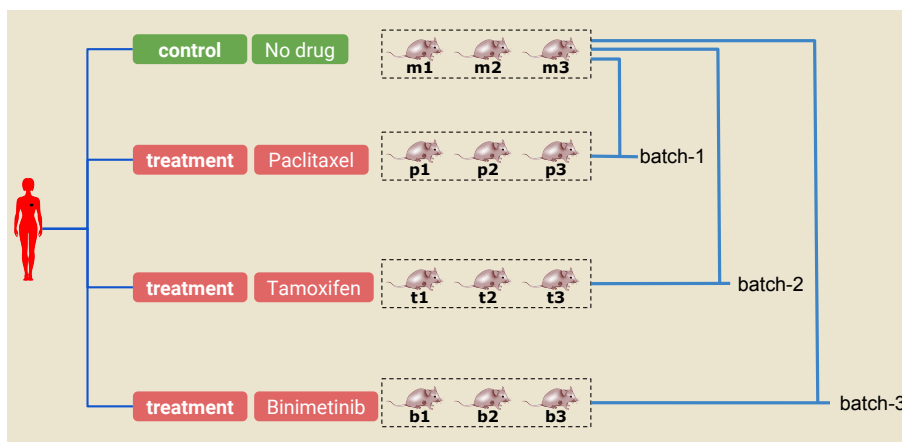 control No drug
m1 m2 m3
treatment Paclitaxel
p1 p2 p3
batch-1
treatment Tamoxifen
t1 t2 t3
batch-2
treatment Binimetinib
b1 b2 b3
batch-3